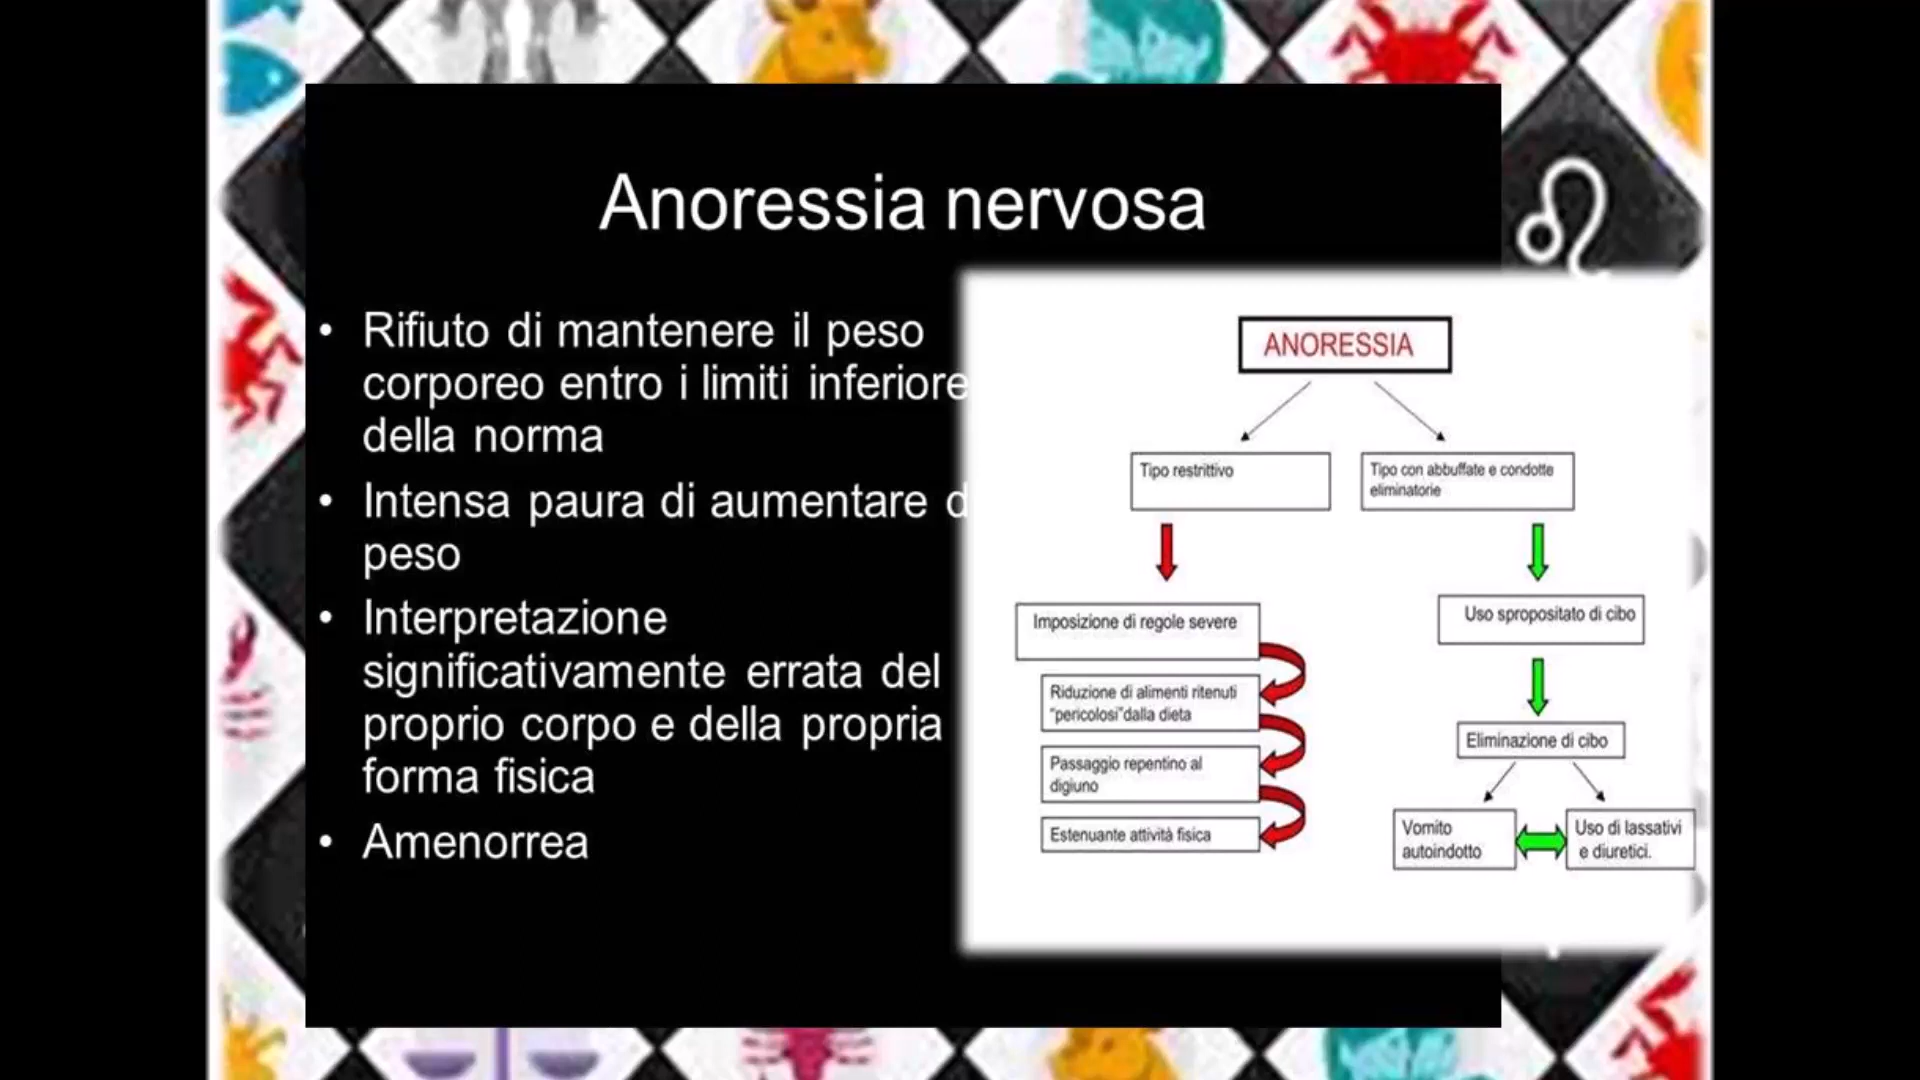 Anoressia nervosa
• Rifiuto di mantenere il peso
corporeo entro i limiti inferiore
della norma
• Intensa paura di aumentare d
peso
• Interpretazione
significativamente errata del
proprio corpo e della propria
forma fisica
• Amenorrea
ANORESSIA
Tipo restrittivo
Tipo con abbuffate e condotte
eliminatorie
Imposizione di regole severe
Riduzione di alimenti ritenuti
“pericolosi”dalla dieta
Passaggio repentino al
digiuno
Estenuante attività fisica
Uso spropositato di cibo
Eliminazione di cibo
Vomito
autoindotto
Uso di lassativi
e diuretici.